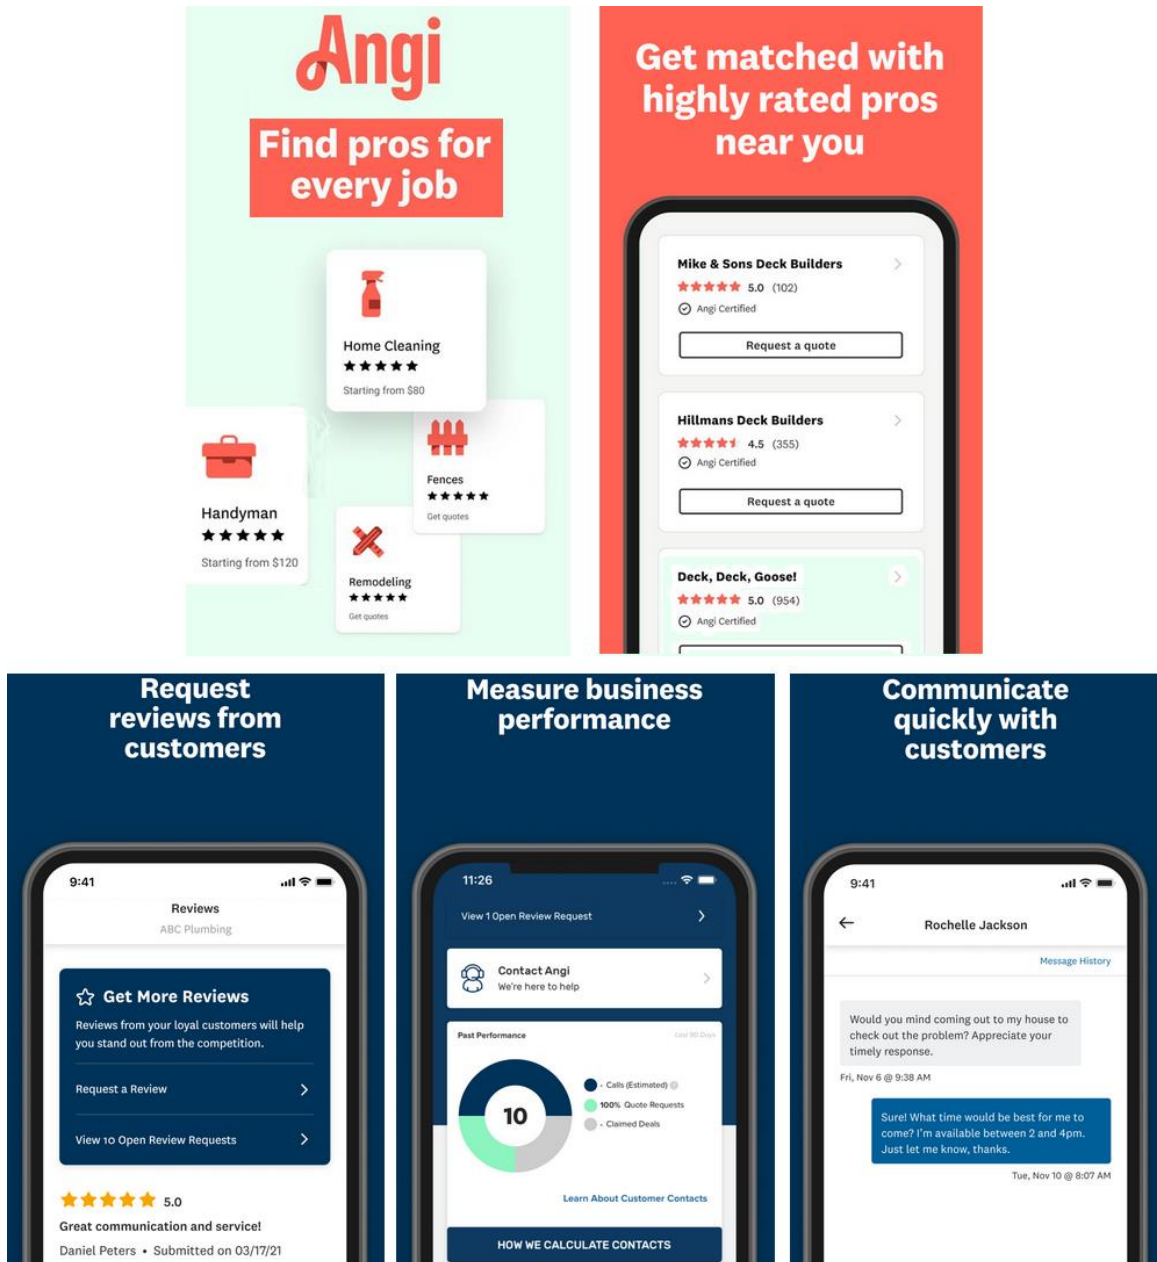 Angi
Find pros for
every job
Home Cleaning
Starting from $80
Handyman
Starting from $120
Fences
Get quotes
Remodeling
Get quotes
Get matched with
highly rated pros
near you
Mike & Sons Deck Builders
5.0 (102)
Angi Certified
Request a quote
Hillmans Deck Builders
4.5 (355)
Angi Certified
Request a quote
Deck, Deck, Goose!
5.0 (954)
Angi Certified
Request
reviews from
customers
9:41
Reviews
ABC Plumbing
Get More Reviews
Reviews from your loyal customers will help
you stand out from the competition.
Request a Review
View 10 Open Review Requests
5.0
Great communication and service!
Daniel Peters • Submitted on 03/17/21
Measure business
performance
11:26
View 1 Open Review Request
Contact Angi
We're here to help
Past Performance
Last 90 Days
10
- Calls (Estimated)
100% Quote Requests
- Claimed Deals
Learn About Customer Contacts
HOW WE CALCULATE CONTACTS
Communicate
quickly with
customers
9:41
Rochelle Jackson
Message History
Would you mind coming out to my house to
check out the problem? Appreciate your
timely response.
Fri, Nov 6 @ 9:38 AM
Sure! What time would be best for me to
come? I'm available between 2 and 4pm.
Just let me know, thanks.
Tue, Nov 10 @ 8:07 AM